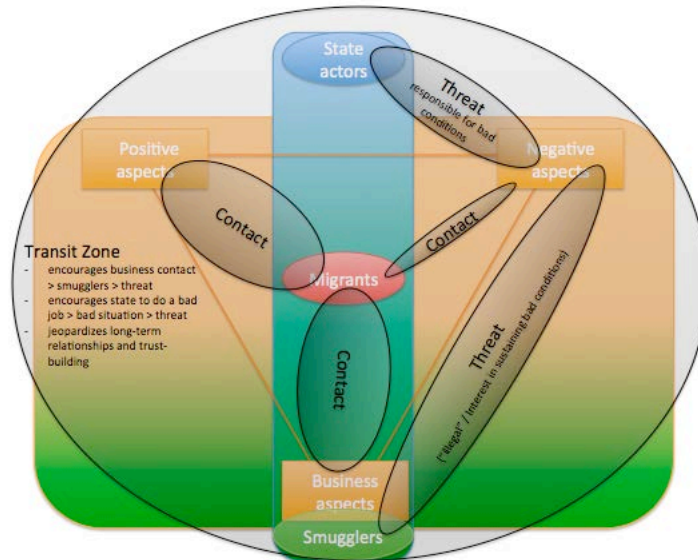 State
actors
Threat
responsible for bad
conditions
Positive
aspects
Negative
aspects
Contact
Contact
Transit Zone
- encourages business contact
> smugglers > threat
- encourages state to do a bad
job > bad situation > threat
- jeopardizes long-term
relationships and trust-
building
Migrants
Contact
Threat
("Illegal" / Interest in sustaining bad conditions)
Business
aspects
Smugglers